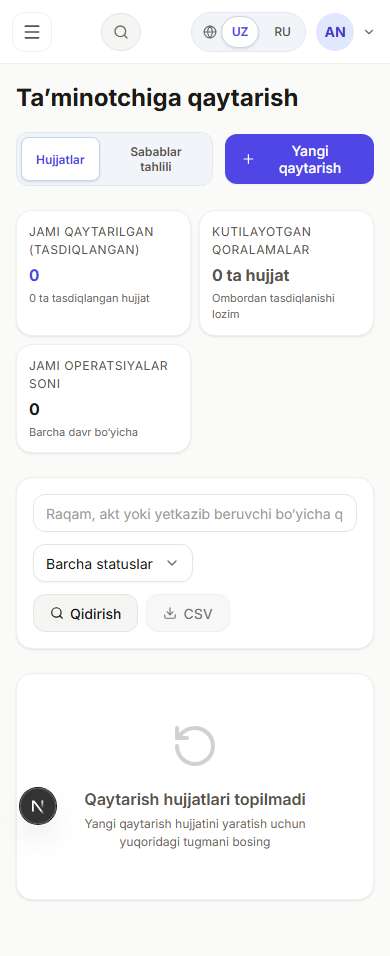 UZ RU AN
Ta’minotchiga qaytarish
Hujjatlar
Sabablar
tahlili
Yangi
qaytarish
JAMI QAYTARILGAN
(TASDIQLANGAN)
0
0 ta tasdiqlangan hujjat
KUTILAYOTGAN
QORALAMALAR
0 ta hujjat
Ombordan tasdiqlanishi
lozim
JAMI OPERATSIYALAR
SONI
0
Barcha davr bo‘yicha
Raqam, akt yoki yetkazib beruvchi bo‘yicha q
Barcha statuslar
Qidirish
CSV
N
Qaytarish hujjatlari topilmadi
Yangi qaytarish hujjatini yaratish uchun
yuqoridagi tugmani bosing